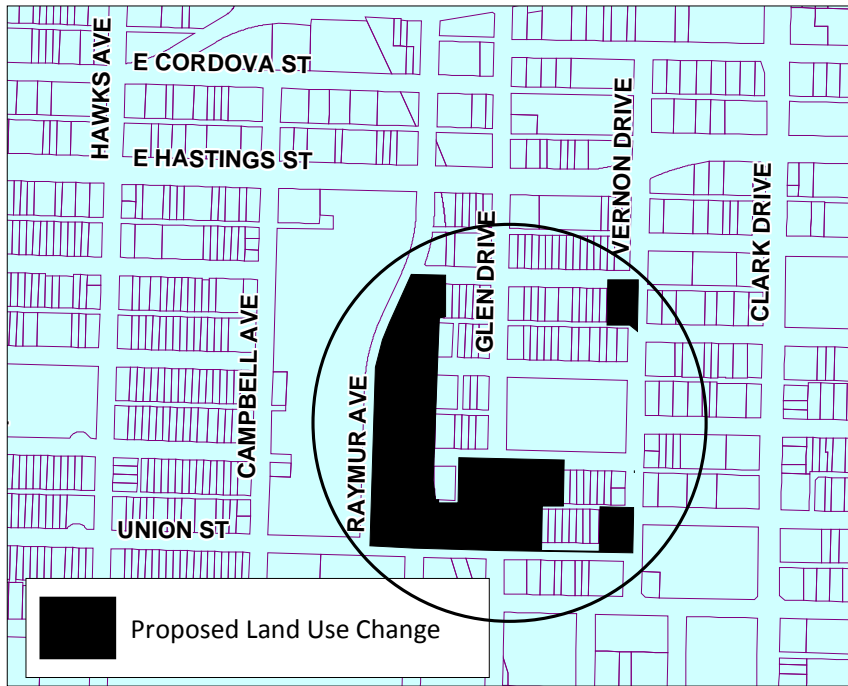 HAWKS AVE
E CORDOVA ST
E HASTINGS ST
VERNON DRIVE
CLARK DRIVE
GLEN DRIVE
CAMPBELL AVE
RAYMUR AVE
UNION ST
Proposed Land Use Change